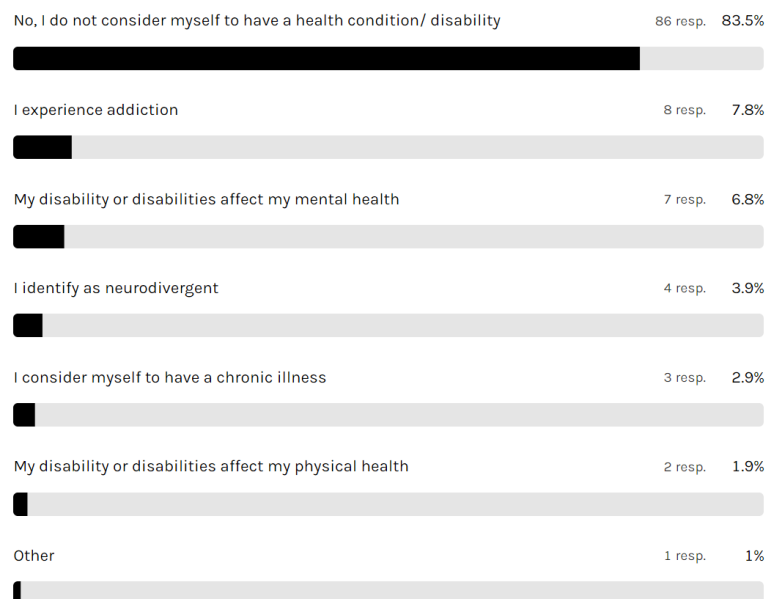 No, I do not consider myself to have a health condition/ disability 86 resp. 83.5%
I experience addiction 8 resp. 7.8%
My disability or disabilities affect my mental health 7 resp. 6.8%
I identify as neurodivergent 4 resp. 3.9%
I consider myself to have a chronic illness 3 resp. 2.9%
My disability or disabilities affect my physical health 2 resp. 1.9%
Other 1 resp. 1%